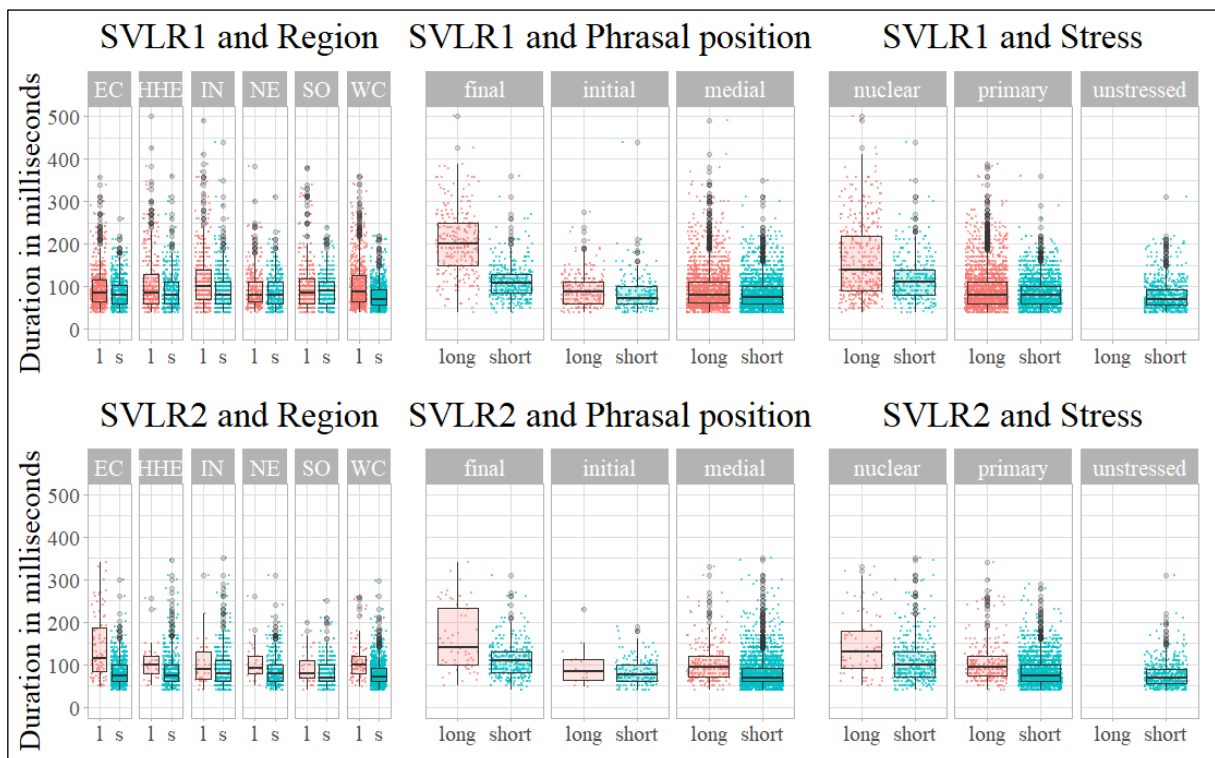 SVLR1 and Region SVLR1 and Phrasal position SVLR1 and Stress
EC HHE IN NE SO WC final initial medial nuclear primary unstressed
Duration in milliseconds
500
400
300
200
100
0
l s l s l s l s l s l s long short long short long short long short long short long short
SVLR2 and Region SVLR2 and Phrasal position SVLR2 and Stress
EC HHE IN NE SO WC final initial medial nuclear primary unstressed
Duration in milliseconds
500
400
300
200
100
0
l s l s l s l s l s l s long short long short long short long short long short long short